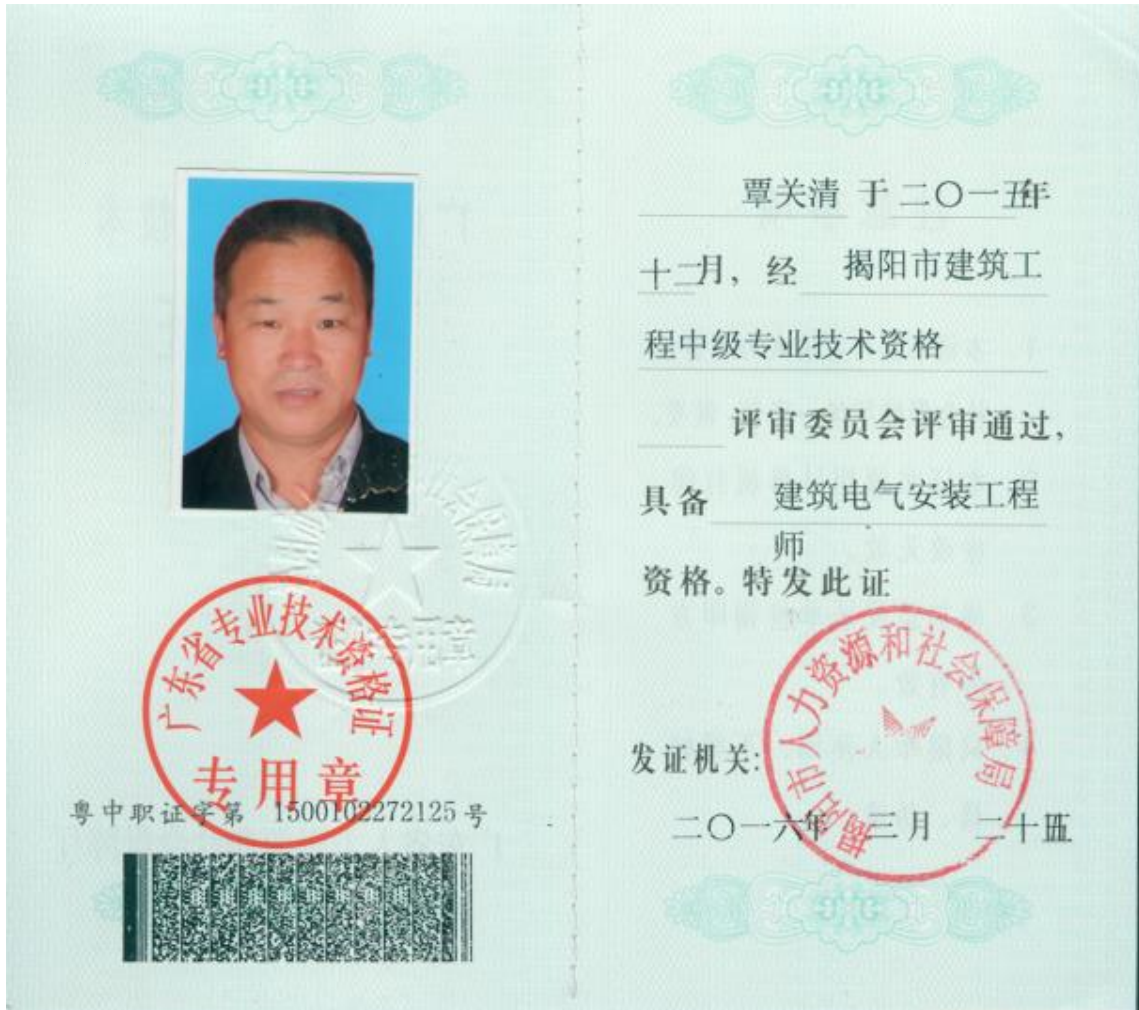 广东省专业技术资格证
专用章
专用章
粤中职证字第 1500102272125 号
覃关清 于 二〇一五年
十二月，经 揭阳市建筑工
程中级专业技术资格
评审委员会评审通过，
具备 建筑电气安装工程
师
资格。特发此证
揭阳市人力资源和社会保障局
发证机关:
二〇一六年 三月 二十五